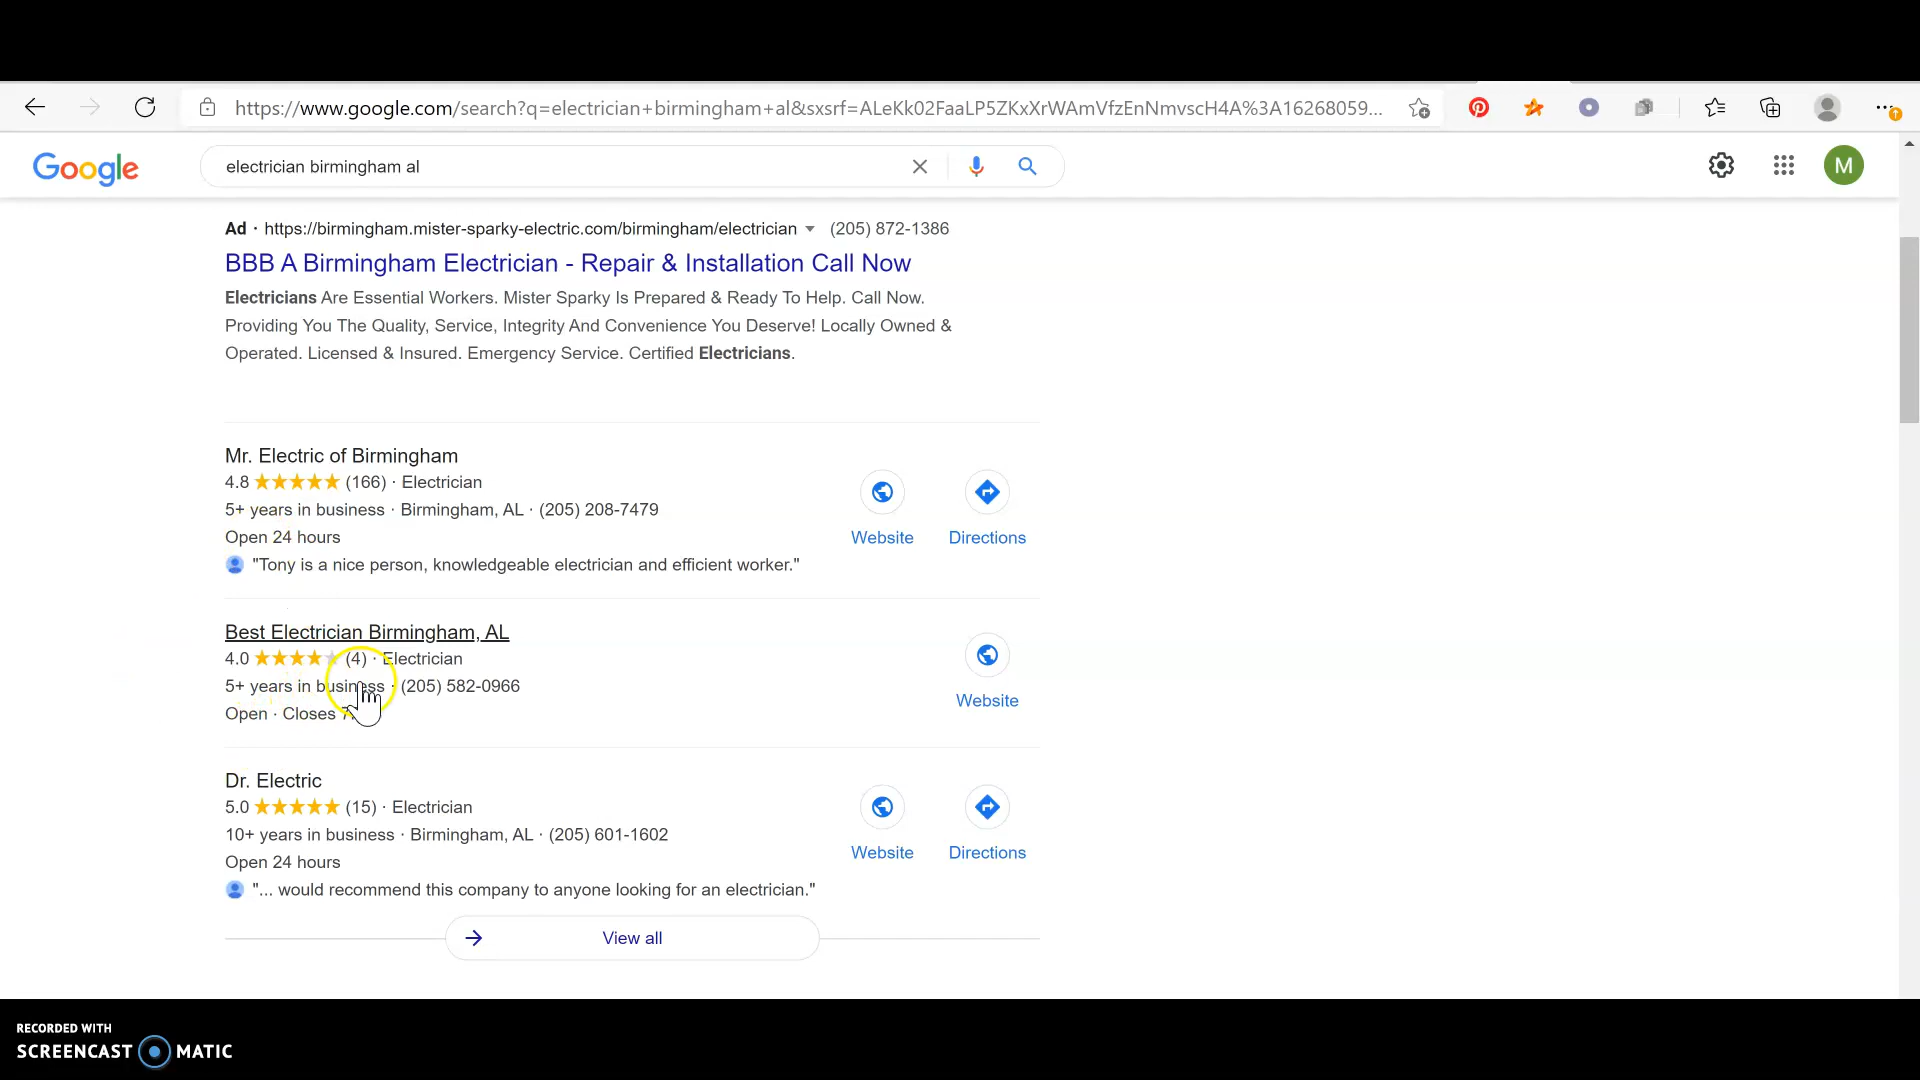 https://www.google.com/search?q=electrician+birmingham+al&sxsrf=ALeKk02FaaLP5ZKxXrWAmVfzEnNmvscH4A%3A16268059...
Google
electrician birmingham al
M
Ad · https://birmingham.mister-sparky-electric.com/birmingham/electrician (205) 872-1386
BBB A Birmingham Electrician - Repair & Installation Call Now
Electricians Are Essential Workers. Mister Sparky Is Prepared & Ready To Help. Call Now.
Providing You The Quality, Service, Integrity And Convenience You Deserve! Locally Owned &
Operated. Licensed & Insured. Emergency Service. Certified Electricians.
Mr. Electric of Birmingham
4.8 (166) · Electrician
5+ years in business · Birmingham, AL · (205) 208-7479
Open 24 hours
Website Directions
"Tony is a nice person, knowledgeable electrician and efficient worker."
Best Electrician Birmingham, AL
4.0 (4) · Electrician
5+ years in business · (205) 582-0966
Website
Open · Closes
Dr. Electric
5.0 (15) · Electrician
10+ years in business · Birmingham, AL · (205) 601-1602
Website Directions
Open 24 hours
"... would recommend this company to anyone looking for an electrician."
View all
RECORDED WITH
SCREENCAST MATIC